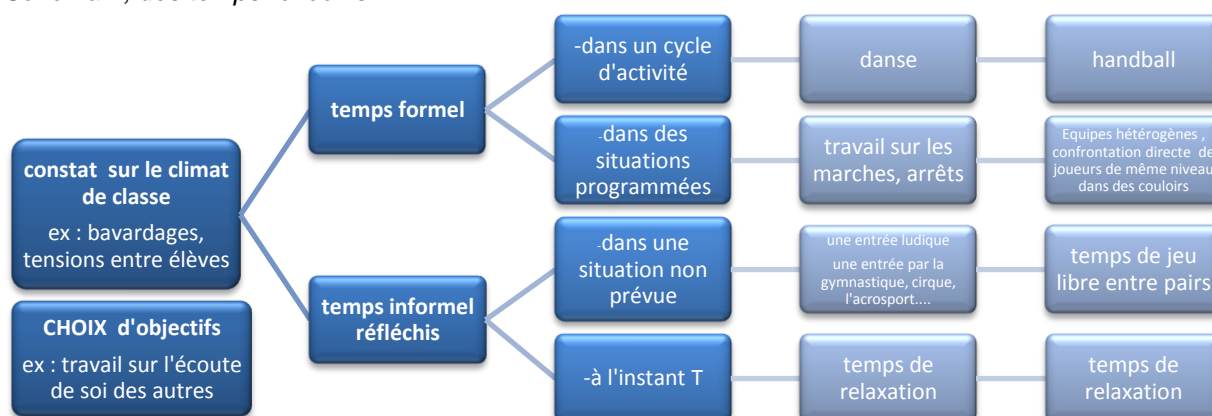 constat sur le climat
de classe
ex : bavardages,
tensions entre élèves
CHOIX d'objectifs
ex : travail sur l'écoute
de soi des autres
temps formel
temps informel
réfléchis
-dans un cycle
d'activité
danse
handball
-dans des
situations
programmées
travail sur les
marches, arrêts
Equipes hétérogènes ,
confrontation directe de
joueurs de même niveau
dans des couloirs
-dans une
situation non
prévue
une entrée ludique
une entrée par la
gymnastique, cirque,
l'acrosport....
temps de jeu
libre entre pairs
-à l'instant T
temps de
relaxation
temps de
relaxation